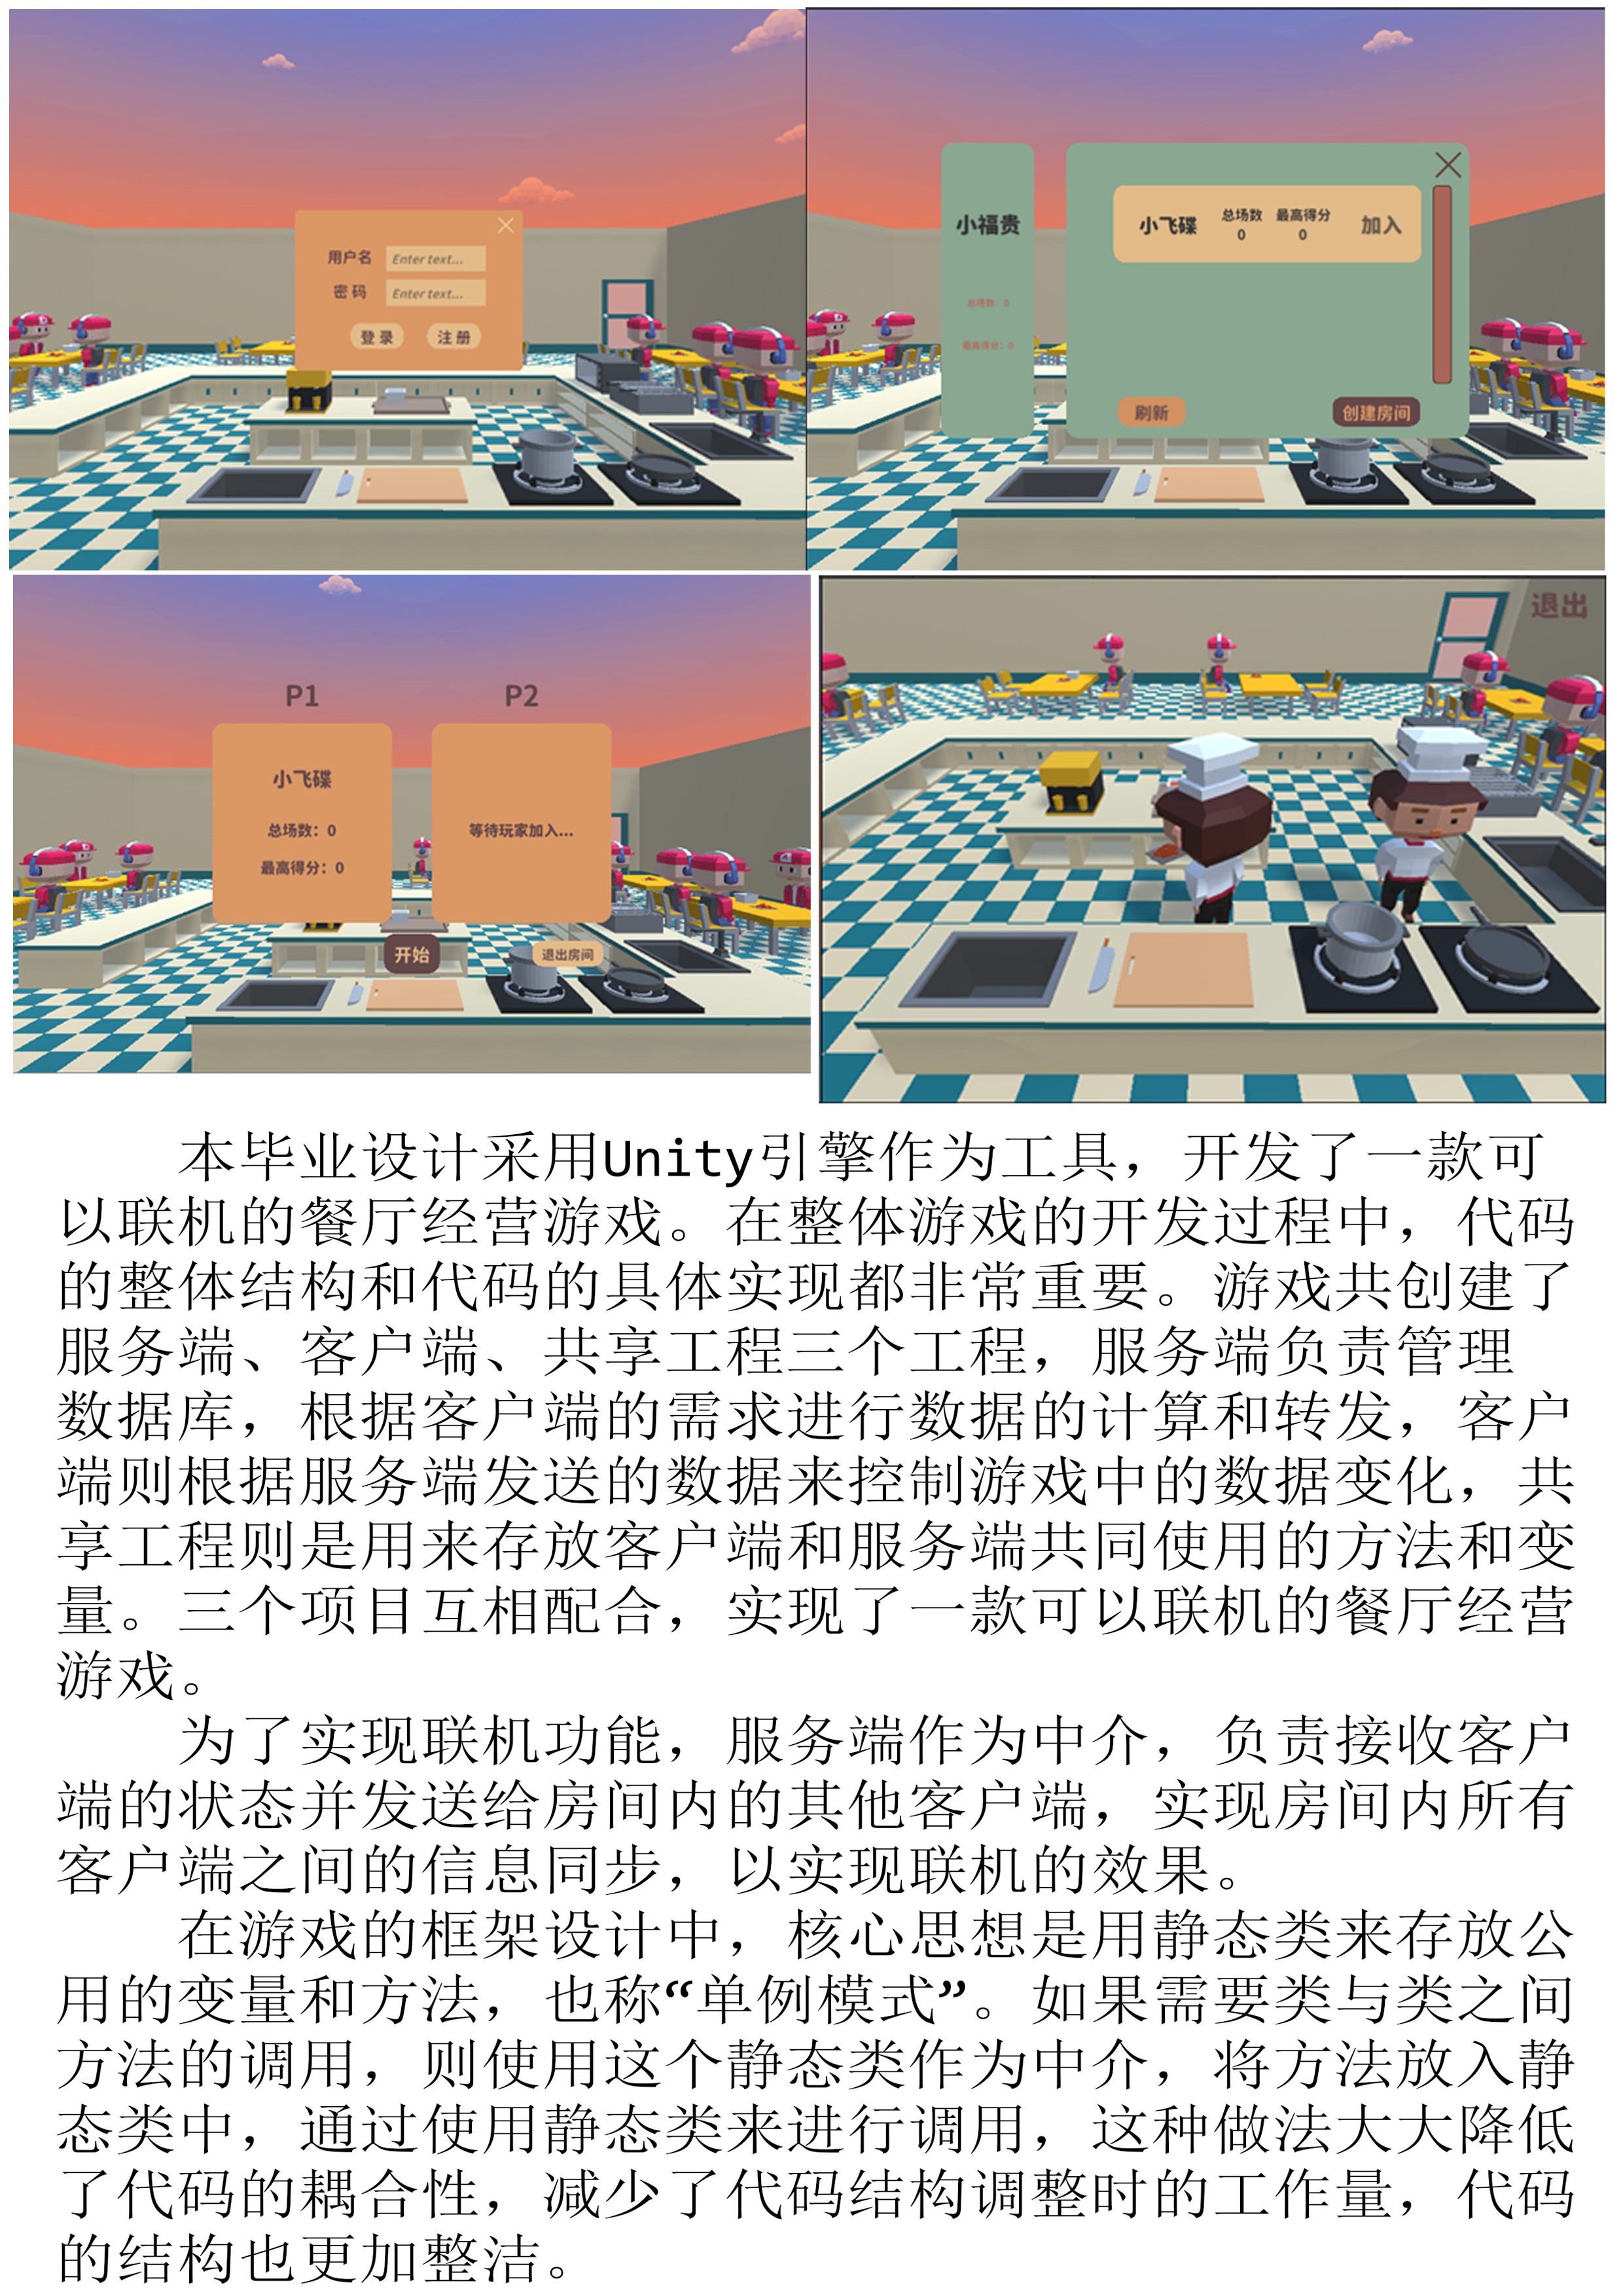 用户名 Enter text...
密码 Enter text...
登录 注册
小福贵
总场数：0
最高得分：0
小飞碟 总场数 最高得分 加入
0 0
刷新 创建房间
P1 P2
小飞碟
总场数：0
最高得分：0
等待玩家加入...
开始 退出房间
退出
本毕业设计采用Unity引擎作为工具，开发了一款可
以联机的餐厅经营游戏。在整体游戏的开发过程中，代码
的整体结构和代码的具体实现都非常重要。游戏共创建了
服务端、客户端、共享工程三个工程，服务端负责管理
数据库，根据客户端的需求进行数据的计算和转发，客户
端则根据服务端发送的数据来控制游戏中的数据变化，共
享工程则是用来存放客户端和服务端共同使用的方法和变
量。三个项目互相配合，实现了一款可以联机的餐厅经营
游戏。
为了实现联机功能，服务端作为中介，负责接收客户
端的状态并发送给房间内的其他客户端，实现房间内所有
客户端之间的信息同步，以实现联机的效果。
在游戏的框架设计中，核心思想是用静态类来存放公
用的变量和方法，也称“单例模式”。如果需要类与类之间
方法的调用，则使用这个静态类作为中介，将方法放入静
态类中，通过使用静态类来进行调用，这种做法大大降低
了代码的耦合性，减少了代码结构调整时的工作量，代码
的结构也更加整洁。